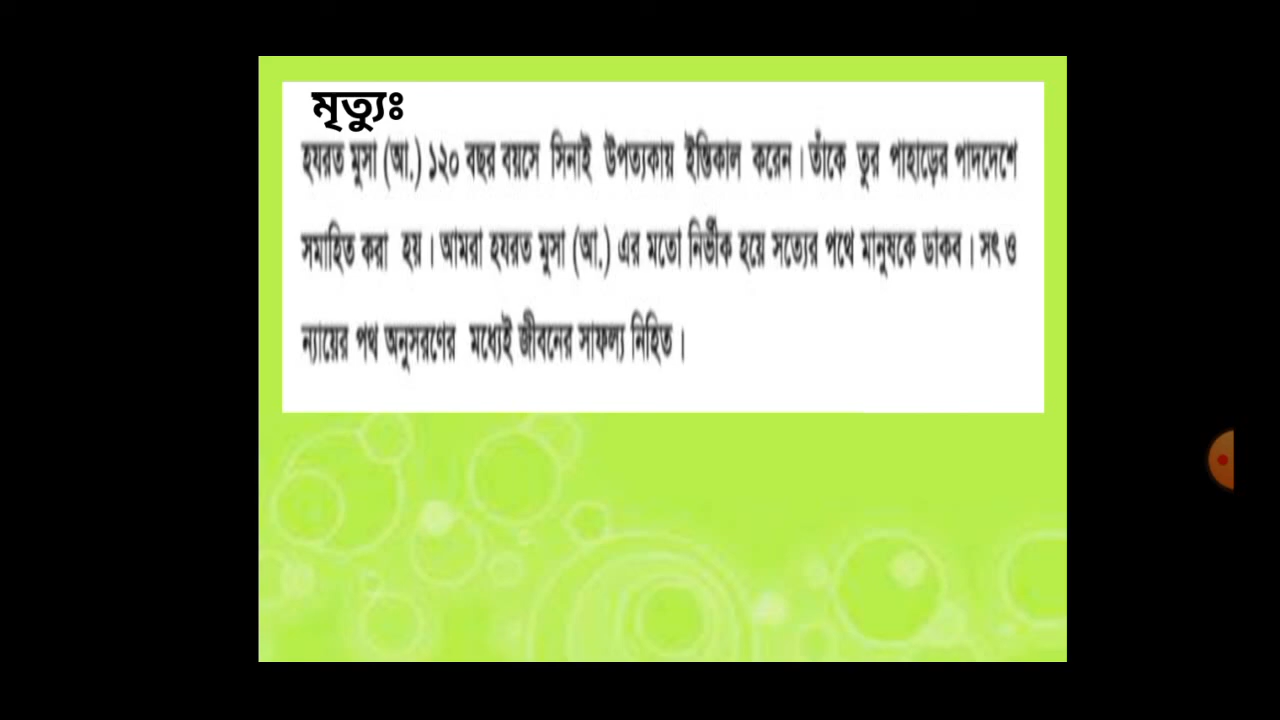 মৃত্যুঃ
হযরত মুসা (আ.) ১২০ বছর বয়সে সিনাই উপত্যকায় ইন্তিকাল করেন। তাঁকে তুর পাহাড়ের পাদদেশে
সমাহিত করা হয়। আমরা হযরত মুসা (আ.) এর মতো নির্ভীক হয়ে সত্যের পথে মানুষকে ডাকব। সৎ ও
ন্যায়ের পথ অনুসরণের মধ্যেই জীবনের সাফল্য নিহিত।